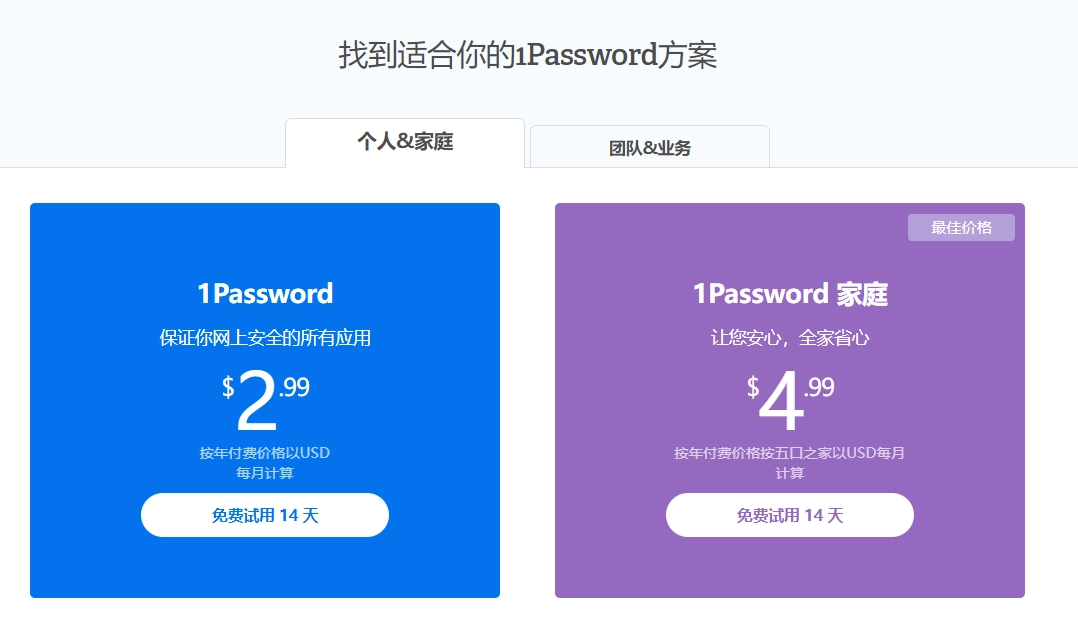 找到适合你的1Password方案
个人&家庭
团队&业务
1Password
保证你网上安全的所有应用
$2.99
按年付费价格以USD
每月计算
免费试用 14 天
最佳价格
1Password 家庭
让您安心，全家省心
$4.99
按年付费价格按五口之家以USD每月
计算
免费试用 14 天